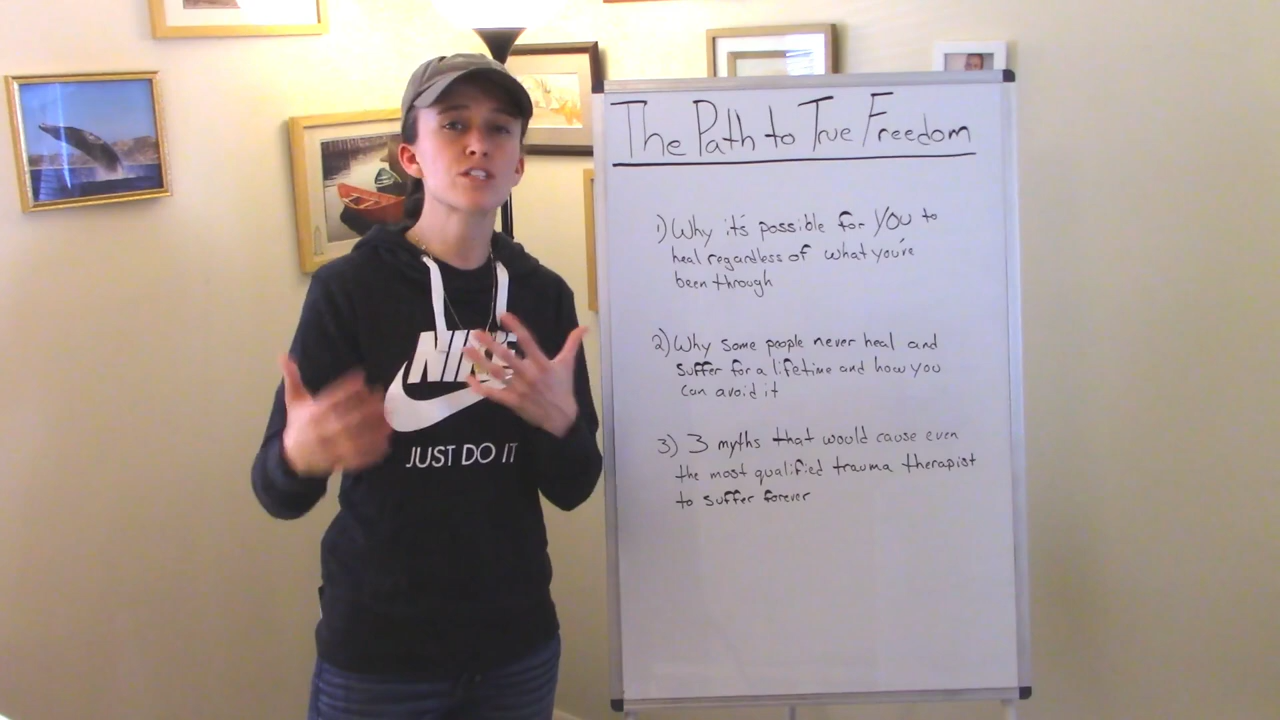 The Path to True Freedom
1) Why it's possible for YOU to
heal regardless of what you've
been through
2) Why some people never heal and
suffer for a lifetime and how you
can avoid it
3) 3 myths that would cause even
the most qualified trauma therapist
to suffer forever
NIKE
JUST DO IT